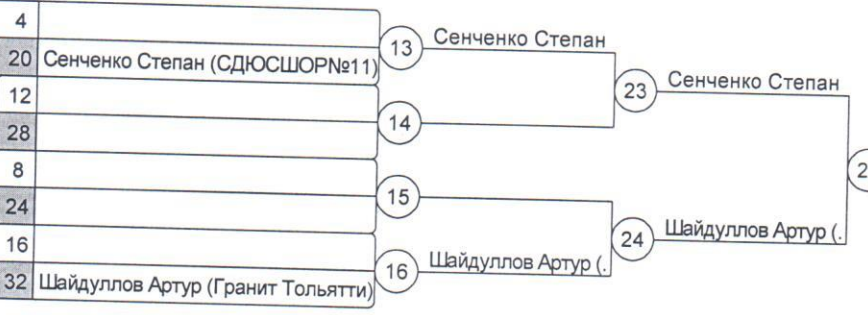 4
13 Сенченко Степан
20 Сенченко Степан (СДЮСШОР№11)
23 Сенченко Степан
12
14
28
8
15
24
24 Шайдуллов Артур (.
16
16 Шайдуллов Артур (.
32 Шайдуллов Артур (Гранит Тольятти)